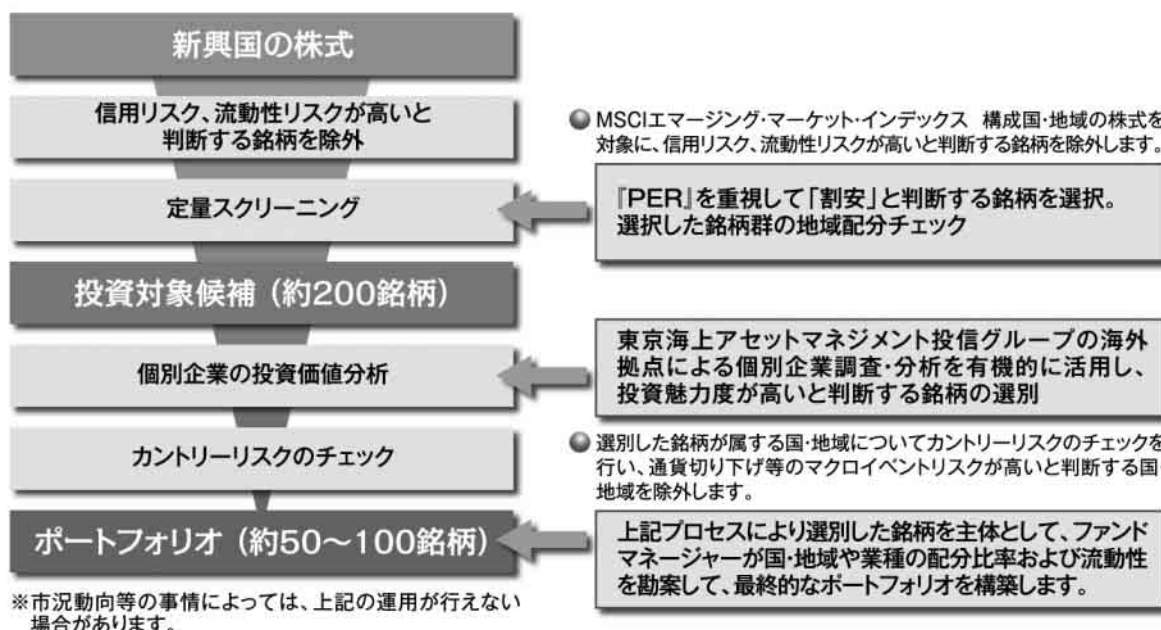 新興国の株式
信用リスク、流動性リスクが高いと
判断する銘柄を除外
● MSCIエマージング・マーケット・インデックス 構成国・地域の株式を
対象に、信用リスク、流動性リスクが高いと判断する銘柄を除外します。
定量スクリーニング
『PER』を重視して「割安」と判断する銘柄を選択。
選択した銘柄群の地域配分チェック
投資対象候補（約200銘柄）
個別企業の投資価値分析
東京海上アセットマネジメント投信グループの海外
拠点による個別企業調査・分析を有機的に活用し、
投資魅力度が高いと判断する銘柄の選別
カントリーリスクのチェック
● 選別した銘柄が属する国・地域についてカントリーリスクのチェックを
行い、通貨切り下げ等のマクロイベントリスクが高いと判断する国・
地域を除外します。
ポートフォリオ（約50～100銘柄）
上記プロセスにより選別した銘柄を主体として、ファンド
マネージャーが国・地域や業種の配分比率および流動性
を勘案して、最終的なポートフォリオを構築します。
※市況動向等の事情によっては、上記の運用が行えない
場合があります。